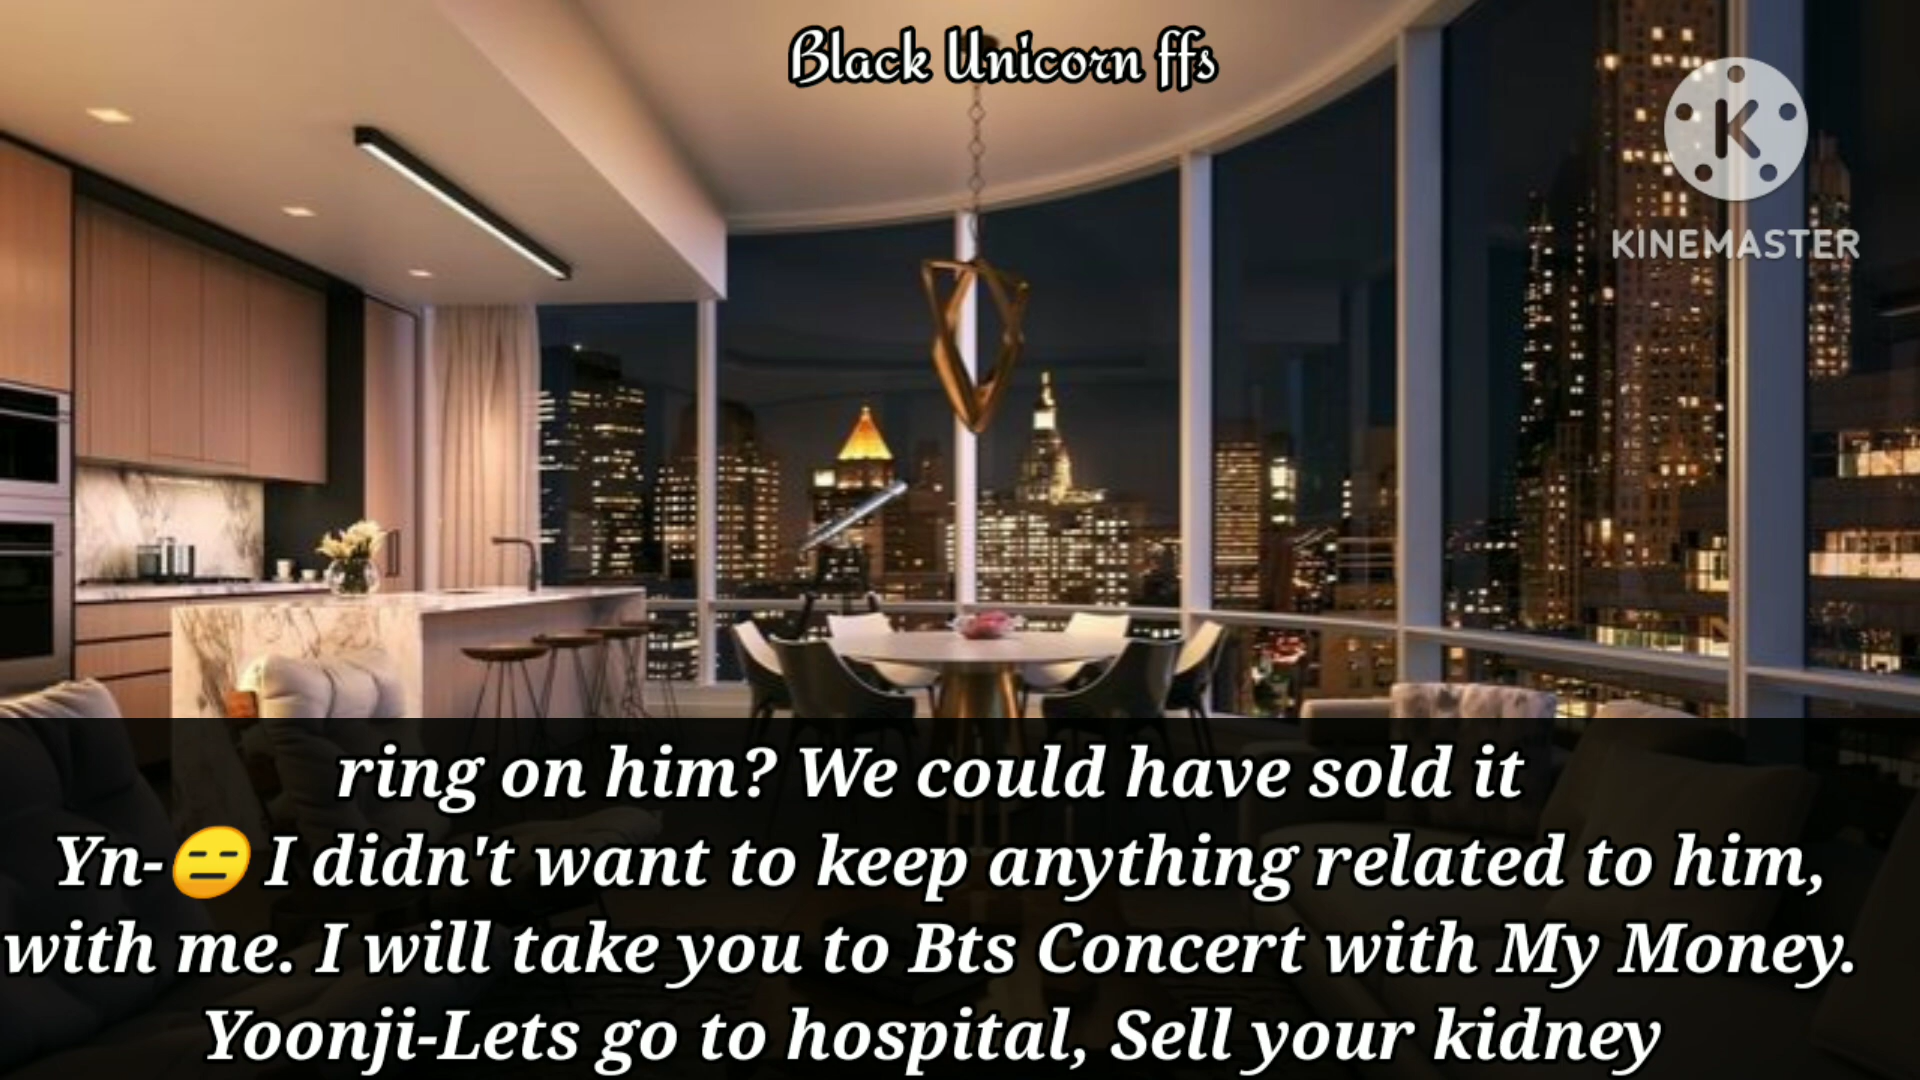 Black Unicorn ffs
K
KINEMASTER
ring on him? We could have sold it
Yn-😑 I didn't want to keep anything related to him,
with me. I will take you to Bts Concert with My Money.
Yoonji-Lets go to hospital, Sell your kidney